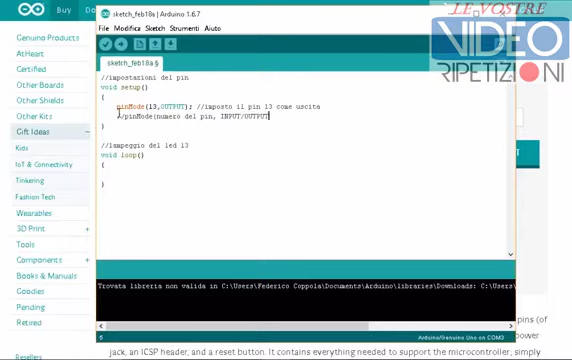 Buy
LE VOSTRE
VIDEO
RIPETIZIONI
sketch_feb18a | Arduino 1.6.7
File Modifica Sketch Strumenti Aiuto
sketch_feb18a §
//impostazioni del pin
void setup()
pinMode(13,OUTPUT); //imposto il pin 13 come uscita
//pinMode(numero del pin, INPUT/OUTPUT
}
//lampeggio del led 13
void loop()
{
}
Genuino Products
AtHeart
Certified
Other Boards
Other Shields
Other Kits
Gift Ideas
Kids
IoT & Connectivity
Tinkering
Fashion Tech
Wearables
3D Print +
Tools
Components +
Books & Manuals
Goodies
Pending
Retired
Resellers
Trovata libreria non valida in C:\Users\Federico Coppola\Documents\Arduino\libraries\Downloads: C:\Users\
6
Arduino/Genuino Uno on COM3
pins (of
power
jack, an ICSP header, and a reset button. It contains everything needed to support the microcontroller; simply